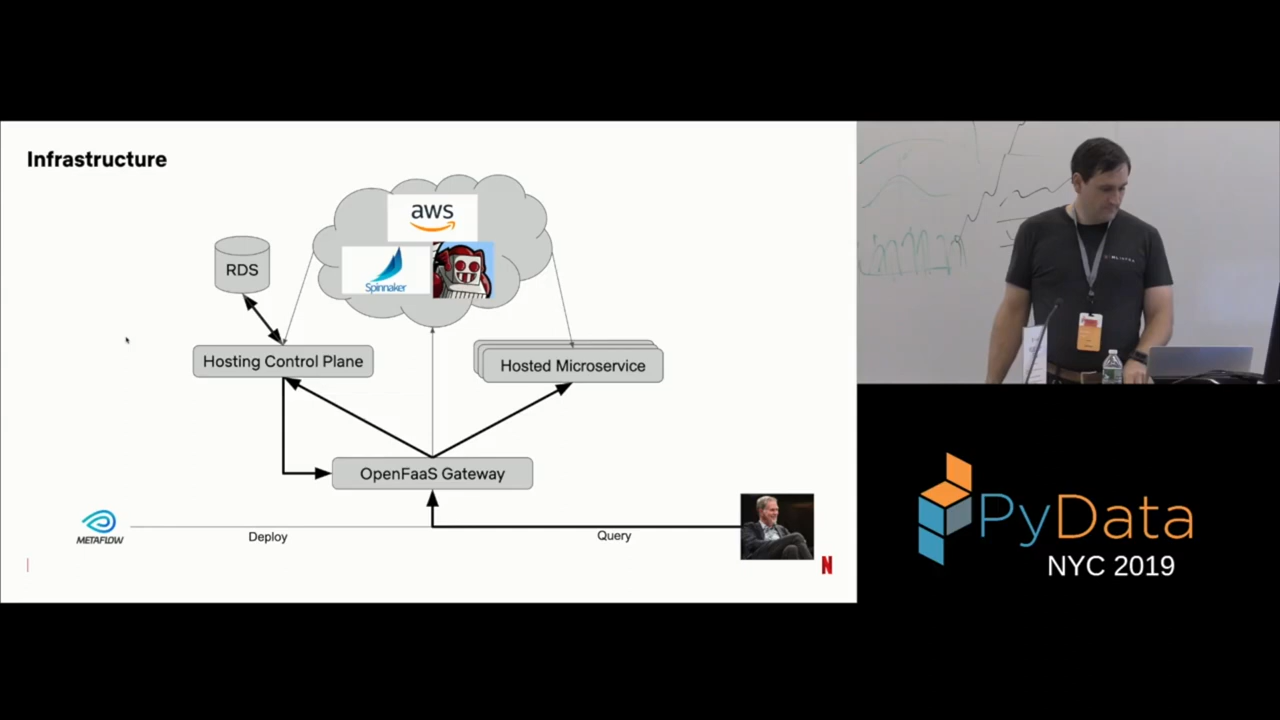 Infrastructure
aws
Spinnaker
RDS
Hosting Control Plane
Hosted Microservice
OpenFaaS Gateway
METAFLOW
Deploy
Query
N
PyData
NYC 2019